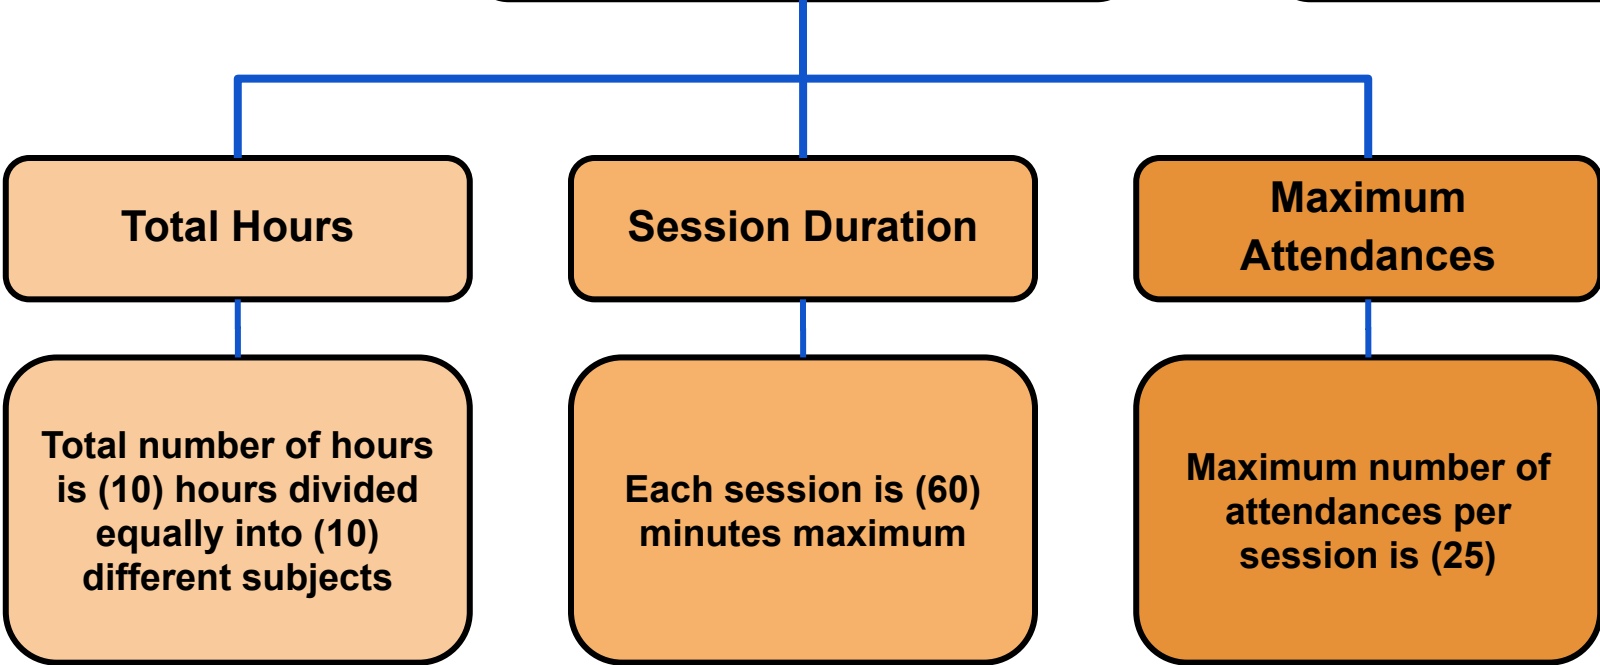 Total Hours
Session Duration
Maximum
Attendances
Total number of hours
is (10) hours divided
equally into (10)
different subjects
Each session is (60)
minutes maximum
Maximum number of
attendances per
session is (25)